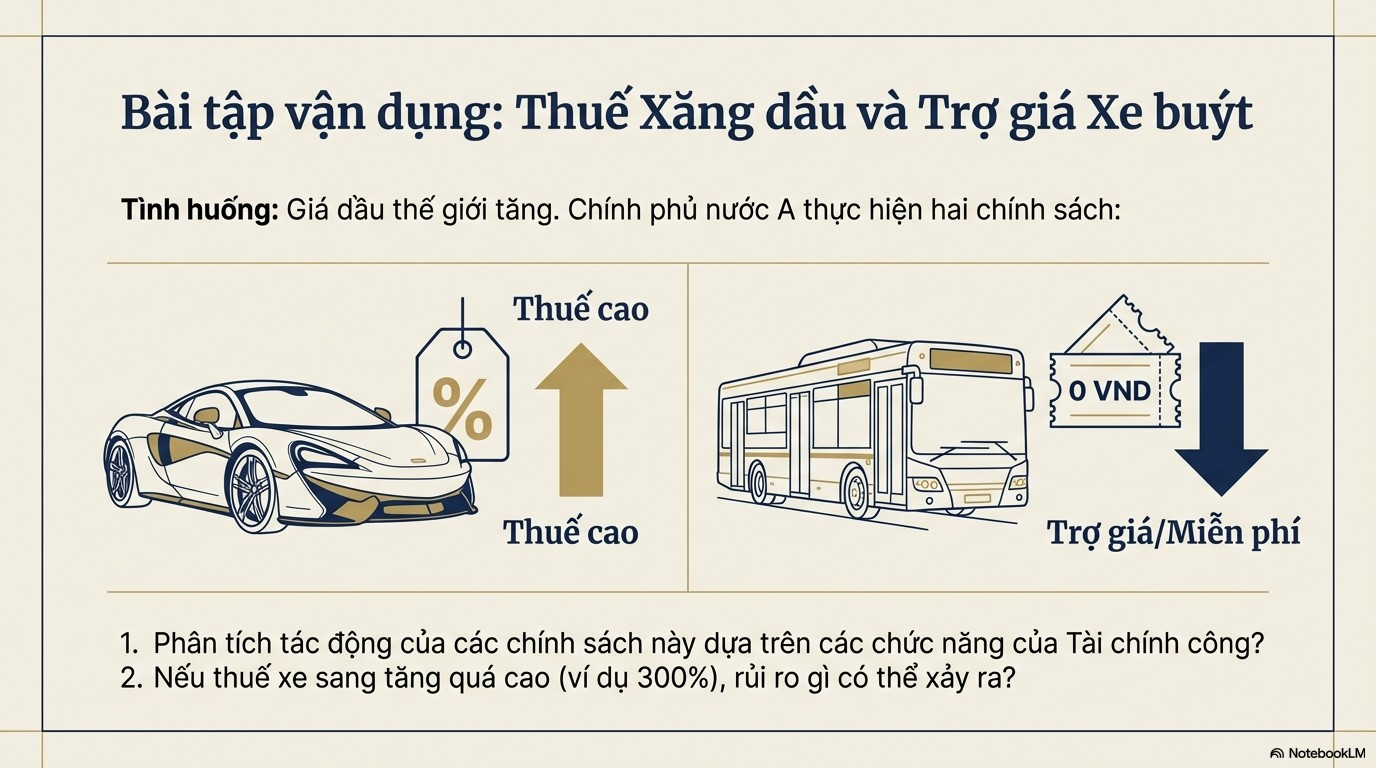 Bài tập vận dụng: Thuế Xăng dầu và Trợ giá Xe buýt
Tình huống: Giá dầu thế giới tăng. Chính phủ nước A thực hiện hai chính sách:
Thuế cao
%
Thuế cao
0 VND
Trợ giá/Miễn phí
1. Phân tích tác động của các chính sách này dựa trên các chức năng của Tài chính công?
2. Nếu thuế xe sang tăng quá cao (ví dụ 300%), rủi ro gì có thể xảy ra?
NotebookLM